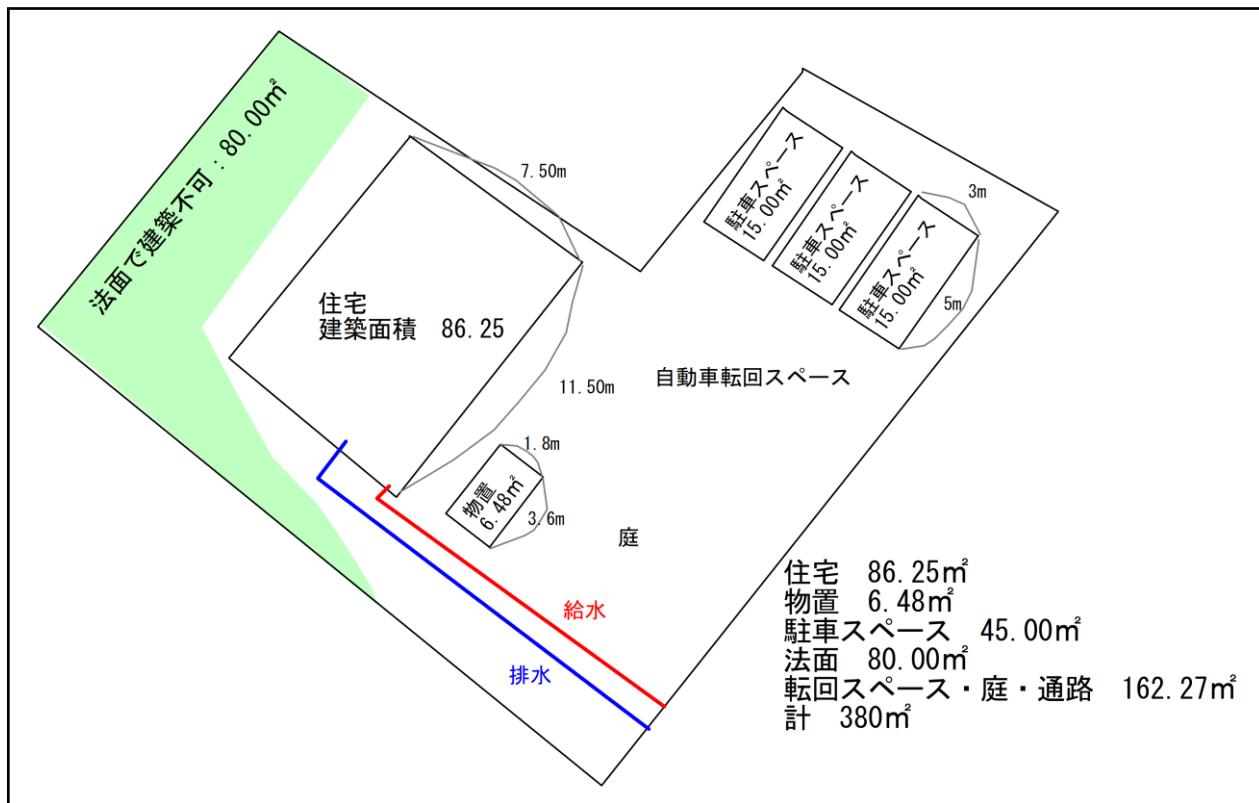 法面で建築不可：80.00㎡
7.50m
住宅
建築面積　86.25
11.50m
駐車スペース
15.00㎡
駐車スペース
15.00㎡
駐車スペース
15.00㎡
3m
5m
自動車転回スペース
1.8m
物置
6.48㎡
3.6m
庭
給水
排水
住宅　86.25㎡
物置　6.48㎡
駐車スペース　45.00㎡
法面　80.00㎡
転回スペース・庭・通路　162.27㎡
計　380㎡